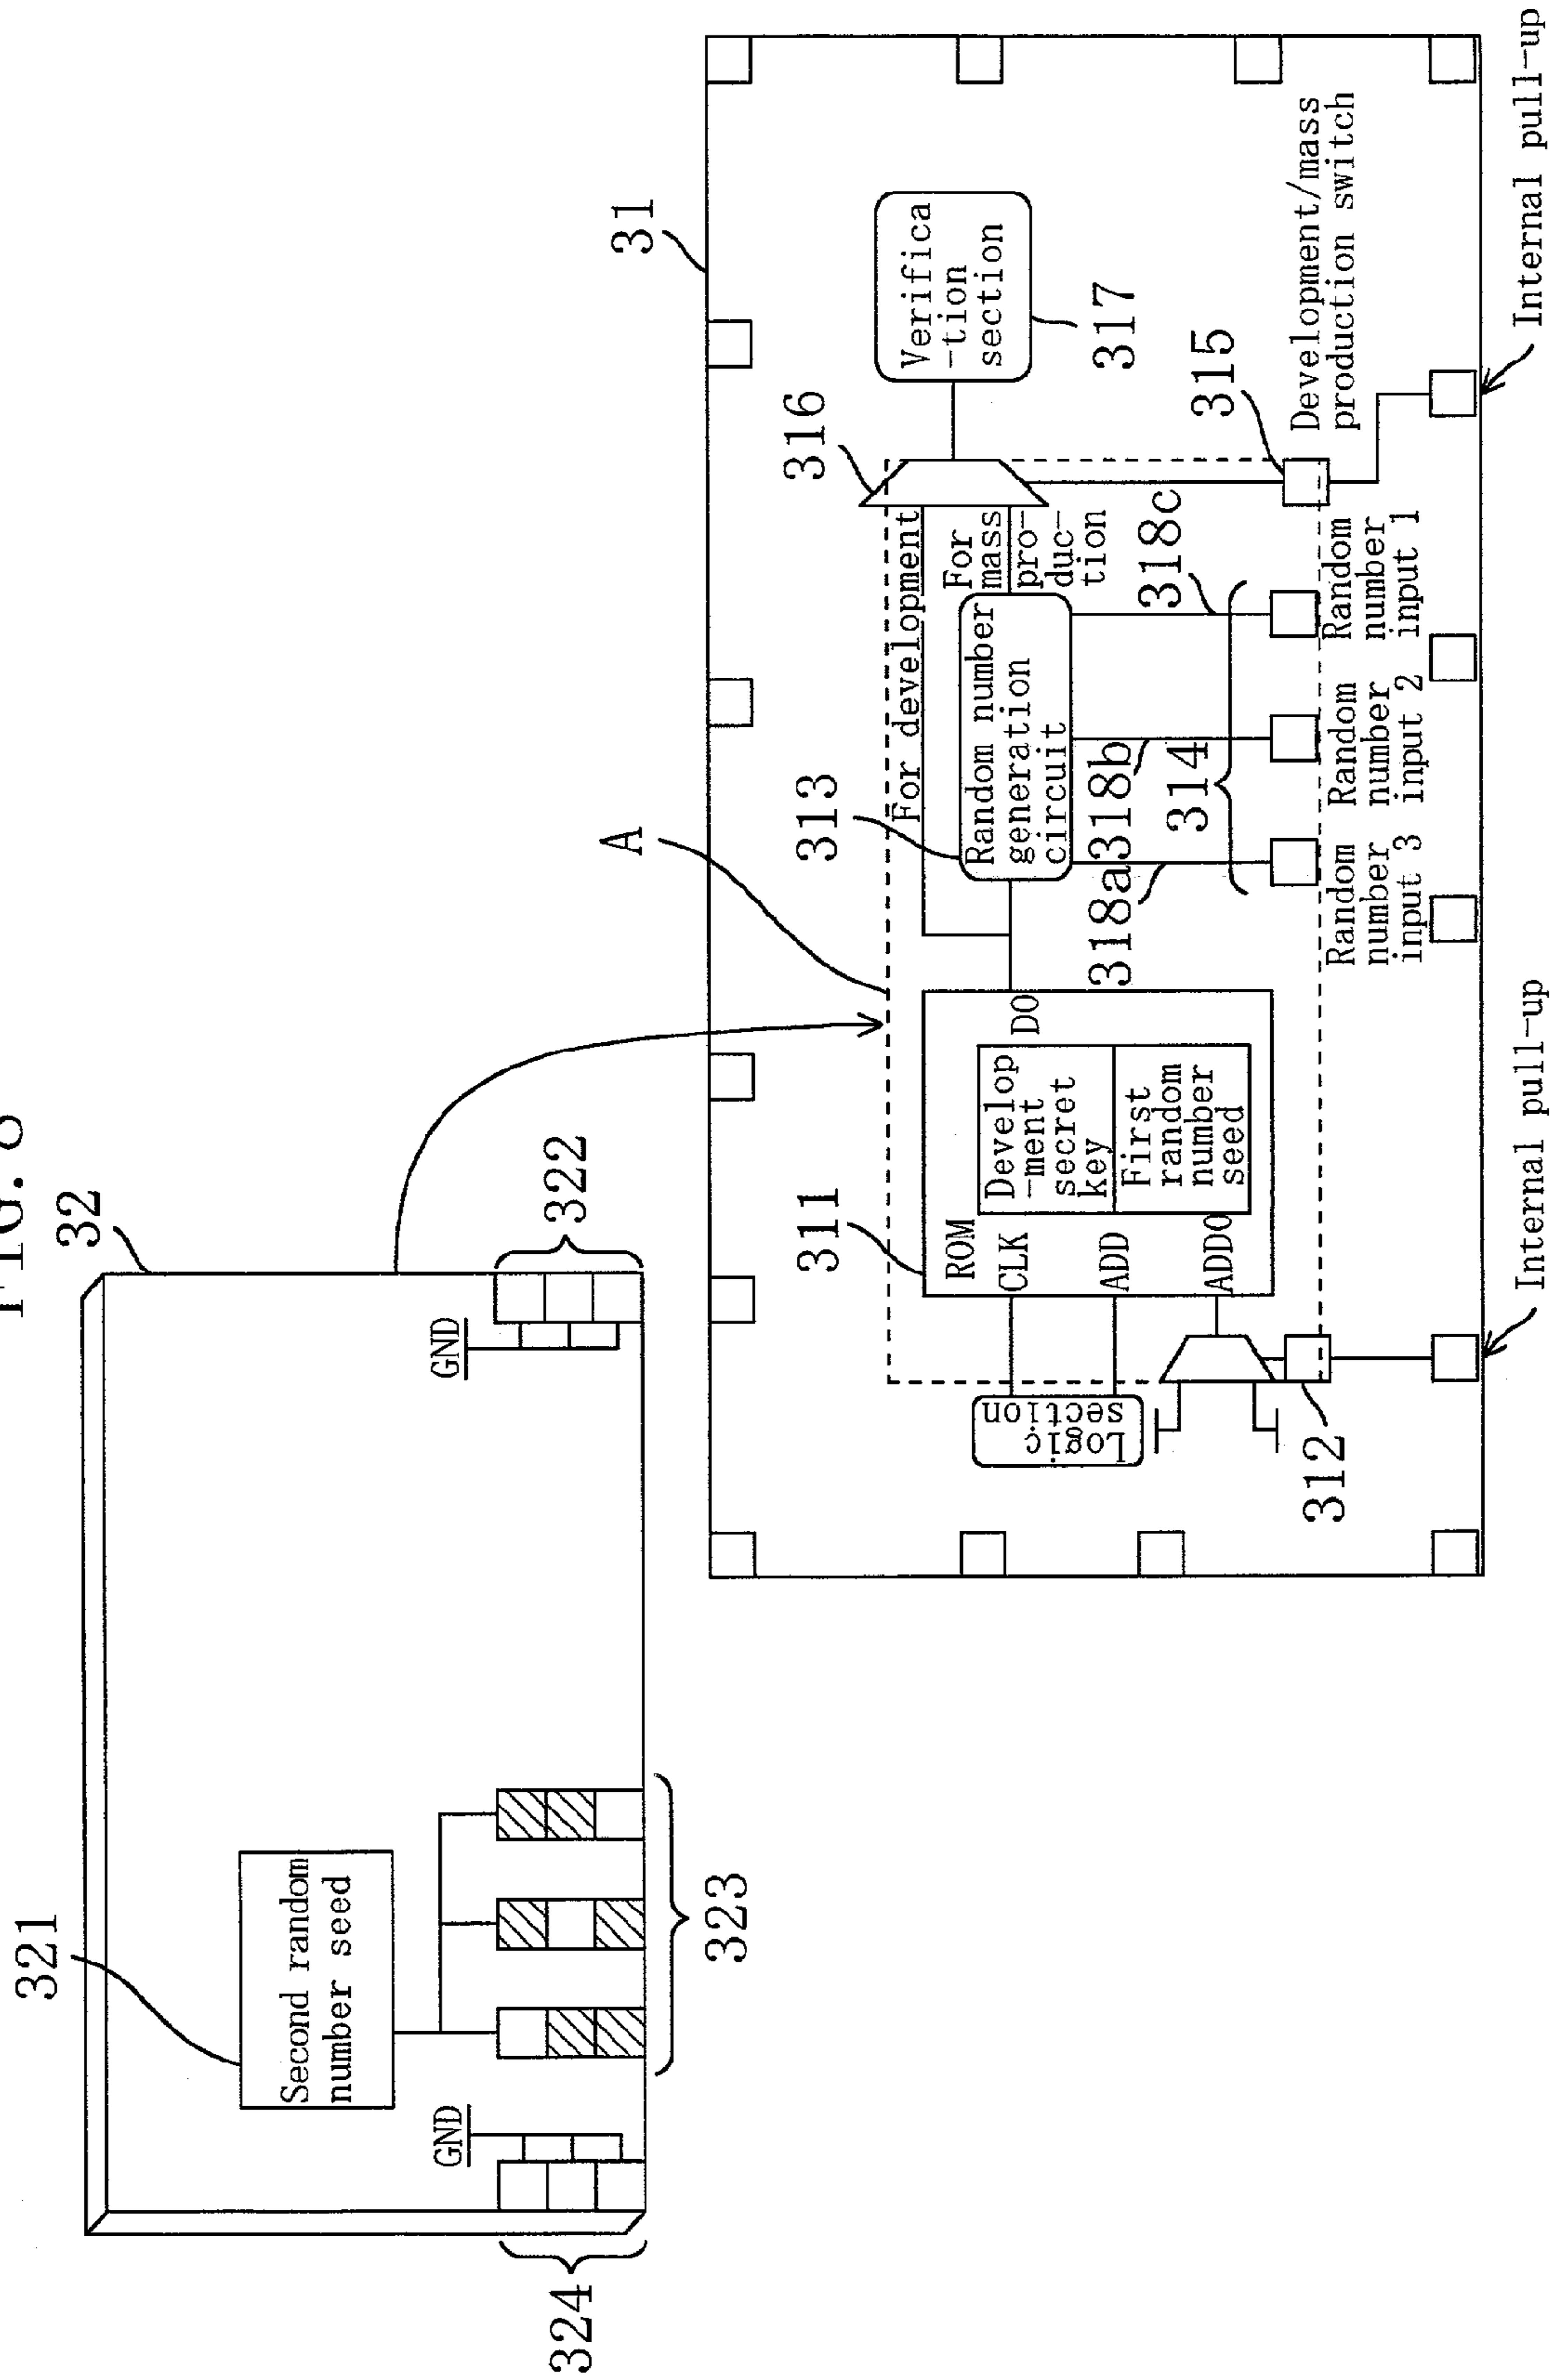 FIG. 8
32
321
Second random
number seed
GND
GND
322
323
324
31
A
311
ROM
CLK
ADD
ADD0
DO
Develop
-ment
secret
key
First
random
number
seed
Logic
section
312
313
Random number
generation
circuit
For development
For
mass
pro-
duc-
tion
316
Verifica
-tion
section
317
318a
318b
318c
314
315
Random
number
input 3
Random
number
input 2
Random
number
input 1
Development/mass
production switch
Internal pull-up
Internal pull-up